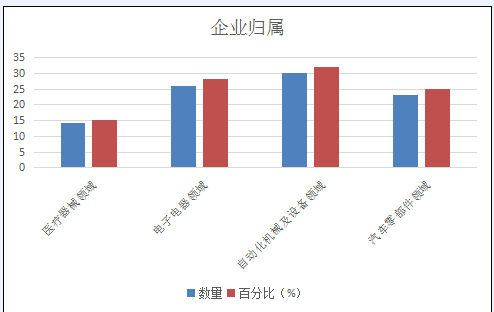 企业归属
35
30
25
20
15
10
5
0
医疗器械领域
电子电器领域
自动化机械及设备领域
汽车零部件领域
数量 百分比（%）